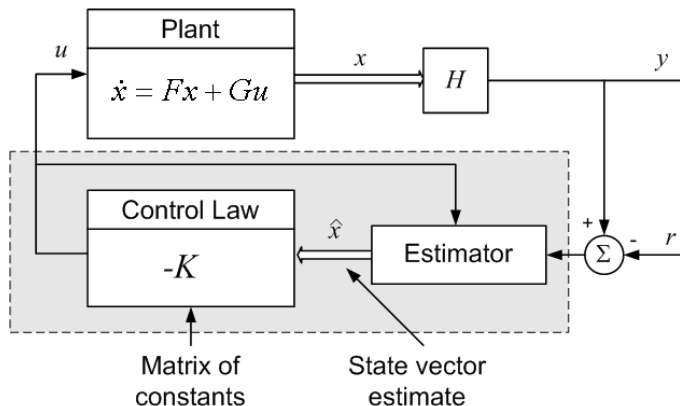 Plant
u
ẋ = Fx + Gu
x
H
y
Control Law
-K
x̂
Estimator
+
Σ
-
r
Matrix of
constants
State vector
estimate